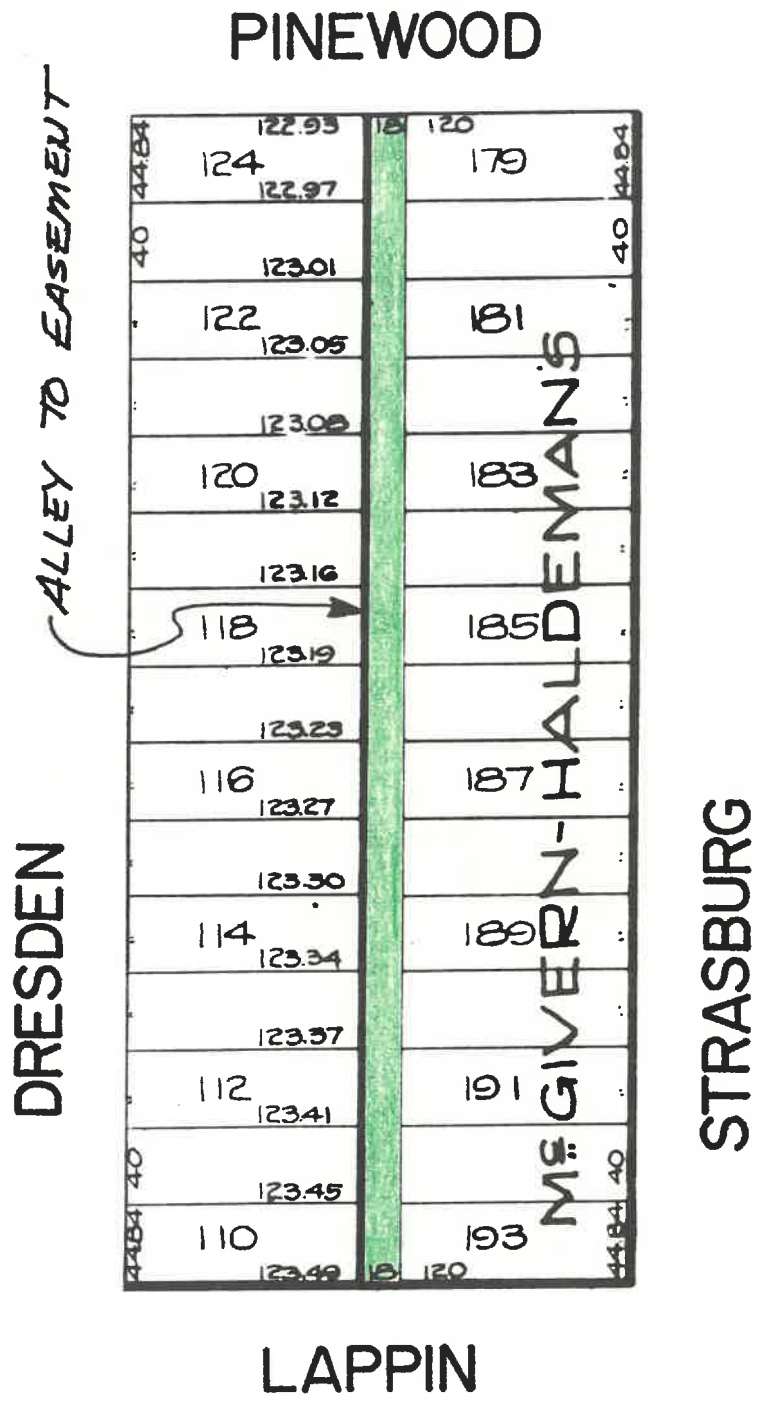 PINEWOOD
ALLEY TO EASEMENT
122.93 18 120
44.84 124 179 44.84
122.97
40 40
123.01
122 181
123.05
123.08
120 183
123.12
123.16
118 185
123.19
123.23
116 187
123.27
123.30
114 189
123.34
123.37
112 191
123.41
40 40
123.45
44.84 110 193 44.84
123.49 18 120
McGIVERN-HALDEMAN'S
DRESDEN
STRASBURG
LAPPIN